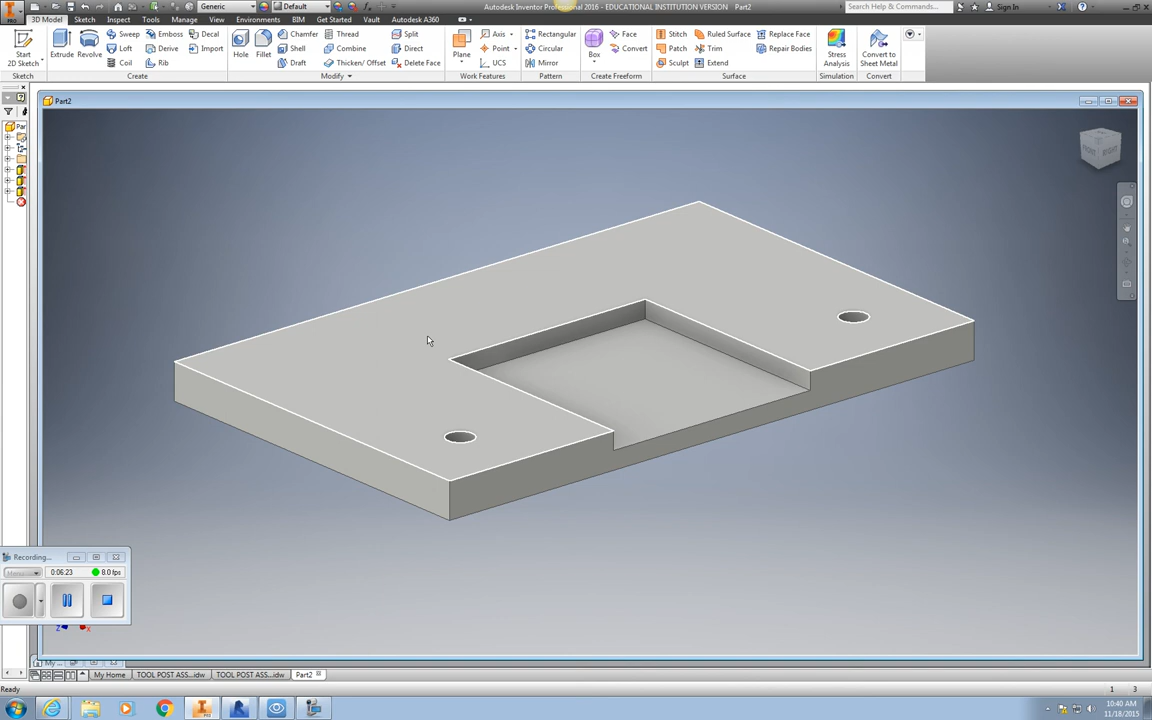 Generic
Default
Autodesk Inventor Professional 2016 - EDUCATIONAL INSTITUTION VERSION Part2
Search Help & Commands...
Sign In
PRO
3D Model
Sketch
Inspect
Tools
Manage
View
Environments
BIM
Get Started
Vault
Autodesk A360
Start
2D Sketch
Extrude
Revolve
Sweep
Emboss
Decal
Loft
Derive
Import
Coil
Rib
Hole
Fillet
Chamfer
Thread
Split
Shell
Combine
Direct
Draft
Thicken/ Offset
Delete Face
Plane
Axis
Point
UCS
Rectangular
Circular
Mirror
Box
Face
Convert
Stitch
Ruled Surface
Replace Face
Patch
Trim
Repair Bodies
Sculpt
Extend
Stress
Analysis
Convert to
Sheet Metal
Sketch
Create
Modify
Work Features
Pattern
Create Freeform
Surface
Simulation
Convert
Part2
Par
FRONT
RIGHT
Recording...
Menu
0:06:23
8.0 fps
Z
X
My ...
My Home
TOOL POST ASS...idw
TOOL POST ASS...idw
Part2
Ready
1
3
10:40 AM
11/18/2015